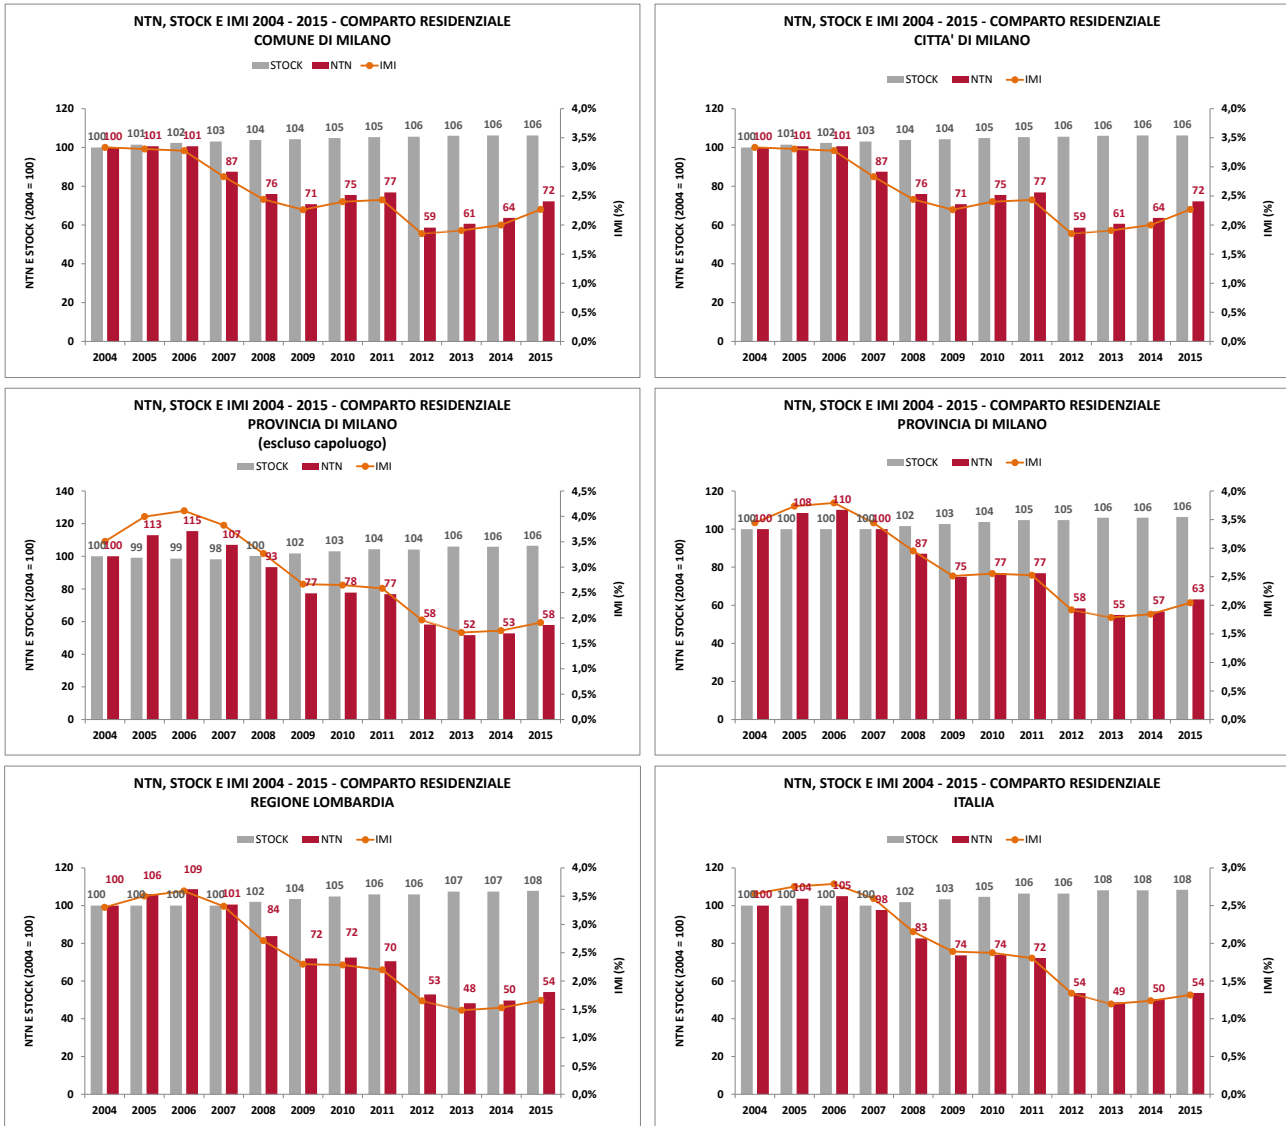 NTN, STOCK E IMI 2004 - 2015 - COMPARTO RESIDENZIALE
COMUNE DI MILANO
STOCK NTN IMI
NTN E STOCK (2004 = 100)
120 100 80 60 40 20 0
100 101 102 103 104 104 105 105 106 106 106 106
100 101 101 87 76 71 75 77 59 61 64 72
4,0% 3,5% 3,0% 2,5% 2,0% 1,5% 1,0% 0,5% 0,0%
IMI (%)
2004 2005 2006 2007 2008 2009 2010 2011 2012 2013 2014 2015
NTN, STOCK E IMI 2004 - 2015 - COMPARTO RESIDENZIALE
CITTA' DI MILANO
STOCK NTN IMI
NTN E STOCK (2004 = 100)
120 100 80 60 40 20 0
100 101 102 103 104 104 105 105 106 106 106 106
100 101 101 87 76 71 75 77 59 61 64 72
4,0% 3,5% 3,0% 2,5% 2,0% 1,5% 1,0% 0,5% 0,0%
IMI (%)
2004 2005 2006 2007 2008 2009 2010 2011 2012 2013 2014 2015
NTN, STOCK E IMI 2004 - 2015 - COMPARTO RESIDENZIALE
PROVINCIA DI MILANO
(escluso capoluogo)
STOCK NTN IMI
NTN E STOCK (2004 = 100)
140 120 100 80 60 40 20 0
100 99 99 98 100 102 103 104 104 106 106 106
100 113 115 107 93 77 78 77 58 52 53 58
4,5% 4,0% 3,5% 3,0% 2,5% 2,0% 1,5% 1,0% 0,5% 0,0%
IMI (%)
2004 2005 2006 2007 2008 2009 2010 2011 2012 2013 2014 2015
NTN, STOCK E IMI 2004 - 2015 - COMPARTO RESIDENZIALE
PROVINCIA DI MILANO
STOCK NTN IMI
NTN E STOCK (2004 = 100)
120 100 80 60 40 20 0
100 100 100 100 102 103 104 105 105 106 106 106
100 108 110 100 87 75 77 77 58 55 57 63
4,0% 3,5% 3,0% 2,5% 2,0% 1,5% 1,0% 0,5% 0,0%
IMI (%)
2004 2005 2006 2007 2008 2009 2010 2011 2012 2013 2014 2015
NTN, STOCK E IMI 2004 - 2015 - COMPARTO RESIDENZIALE
REGIONE LOMBARDIA
STOCK NTN IMI
NTN E STOCK (2004 = 100)
120 100 80 60 40 20 0
100 100 100 100 102 104 105 106 106 107 107 108
100 106 109 101 84 72 72 70 53 48 50 54
4,0% 3,5% 3,0% 2,5% 2,0% 1,5% 1,0% 0,5% 0,0%
IMI (%)
2004 2005 2006 2007 2008 2009 2010 2011 2012 2013 2014 2015
NTN, STOCK E IMI 2004 - 2015 - COMPARTO RESIDENZIALE
ITALIA
STOCK NTN IMI
NTN E STOCK (2004 = 100)
120 100 80 60 40 20 0
100 100 100 100 102 103 105 106 106 108 108 108
100 104 105 98 83 74 74 72 54 49 50 54
3,0% 2,5% 2,0% 1,5% 1,0% 0,5% 0,0%
IMI (%)
2004 2005 2006 2007 2008 2009 2010 2011 2012 2013 2014 2015